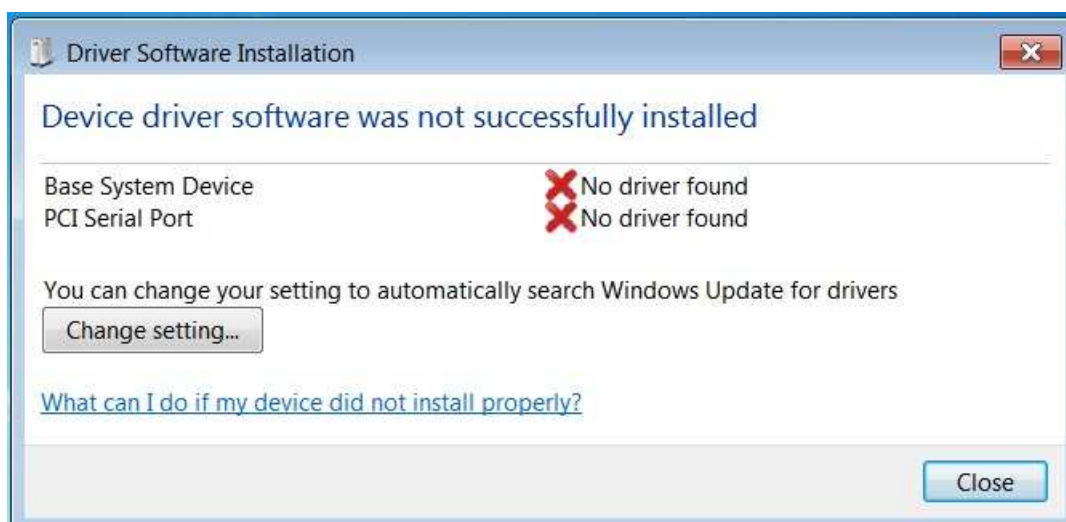 Driver Software Installation
Device driver software was not successfully installed
Base System Device No driver found
PCI Serial Port No driver found
You can change your setting to automatically search Windows Update for drivers
Change setting...
What can I do if my device did not install properly?
Close